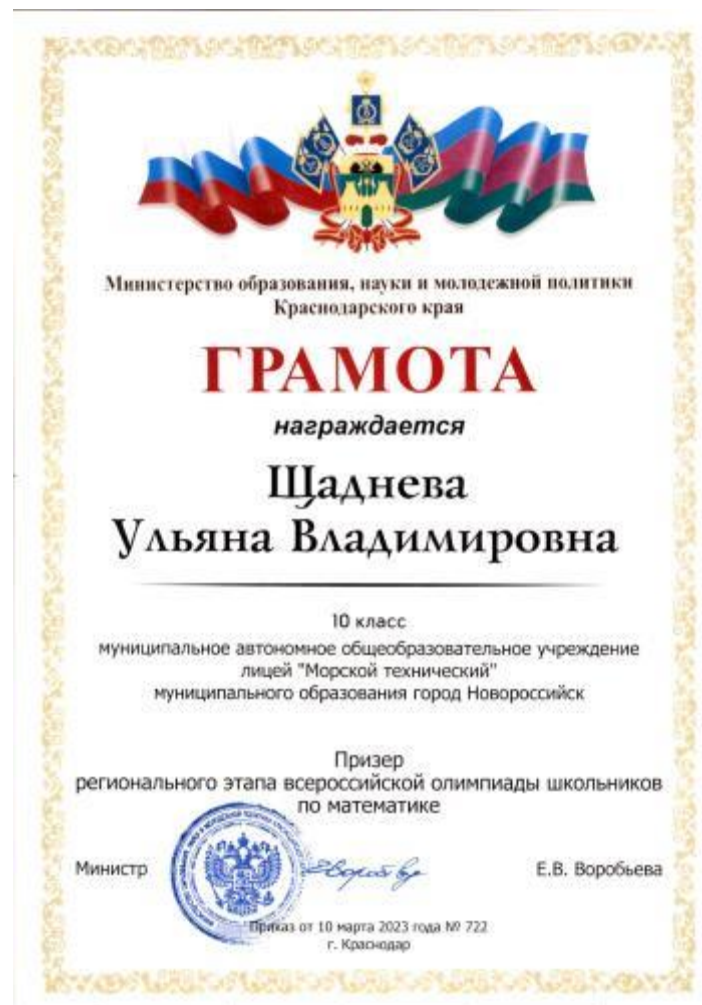 Министерство образования, науки и молодежной политики
Краснодарского края
ГРАМОТА
награждается
Щаднева
Ульяна Владимировна
10 класс
муниципальное автономное общеобразовательное учреждение
лицей "Морской технический"
муниципального образования город Новороссийск
Призер
регионального этапа всероссийской олимпиады школьников
по математике
Министр
Е.В. Воробьева
Приказ от 10 марта 2023 года № 722
г. Краснодар